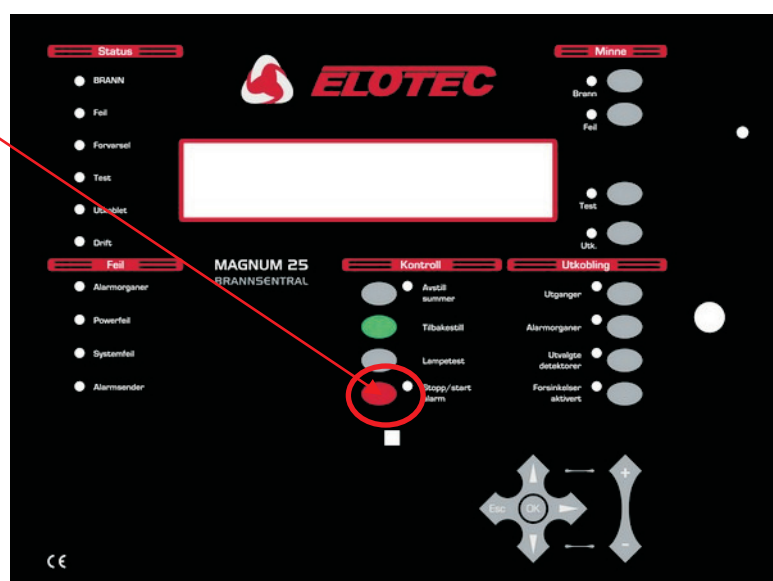 Status
BRANN
Feil
Forvarsel
Test
Utkoblet
Drift
Feil
Alarmorganer
Powerfeil
Systemfeil
Alarmsender
ELOTEC
MAGNUM 25
BRANNSENTRAL
Minne
Brann
Feil
Test
Utk.
Kontroll
Avstill
summer
Tilbakestill
Lampetest
Stopp/start
alarm
Utkobling
Utganger
Alarmorganer
Utvalgte
detektorer
Forsinkelser
aktivert
Esc
OK
+
-
CE